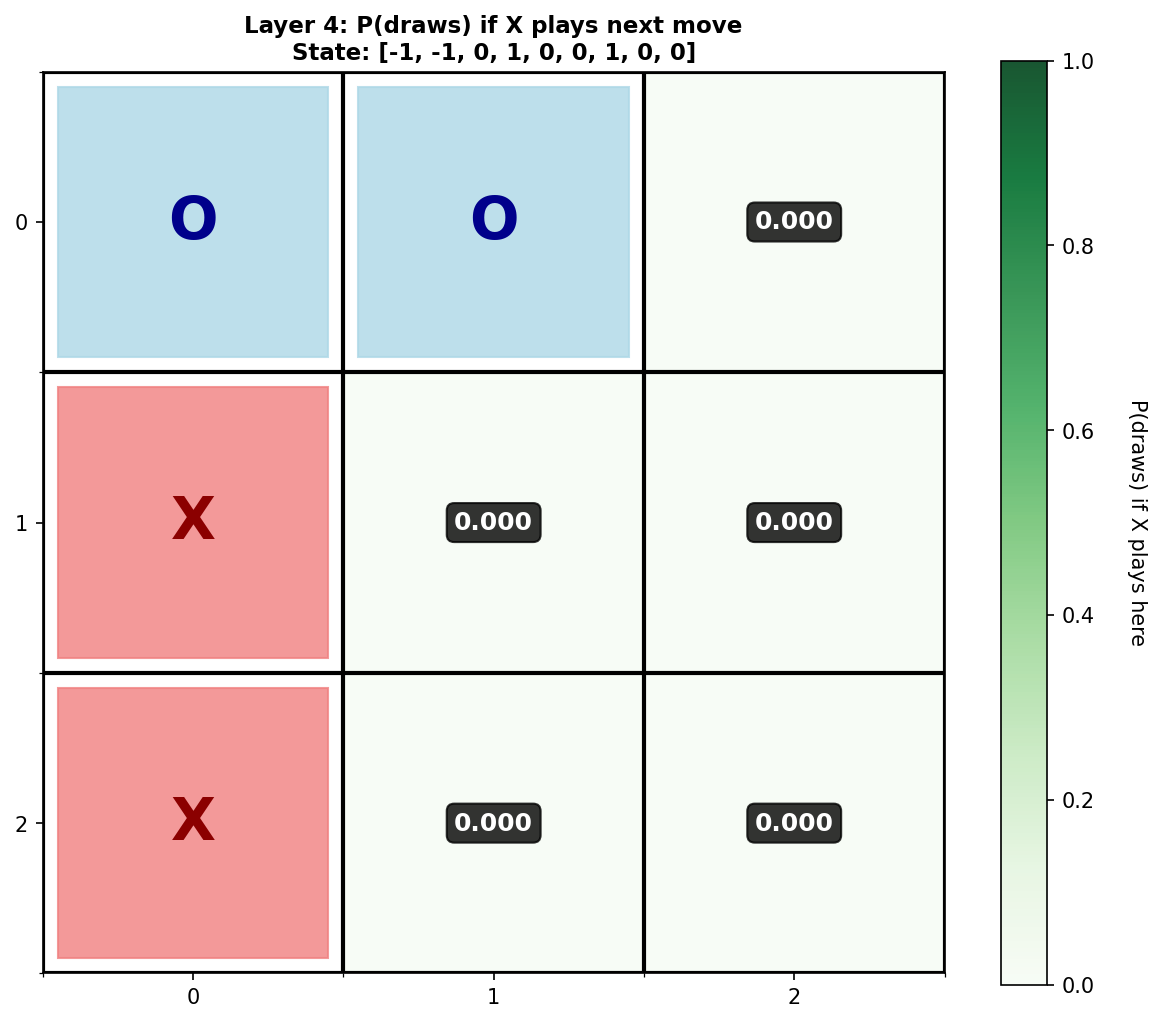 Layer 4: P(draws) if X plays next move
State: [-1, -1, 0, 1, 0, 0, 1, 0, 0]
0
O
O
0.000
1
X
0.000
0.000
2
X
0.000
0.000
0
1
2
1.0
0.8
0.6
0.4
0.2
0.0
P(draws) if X plays here